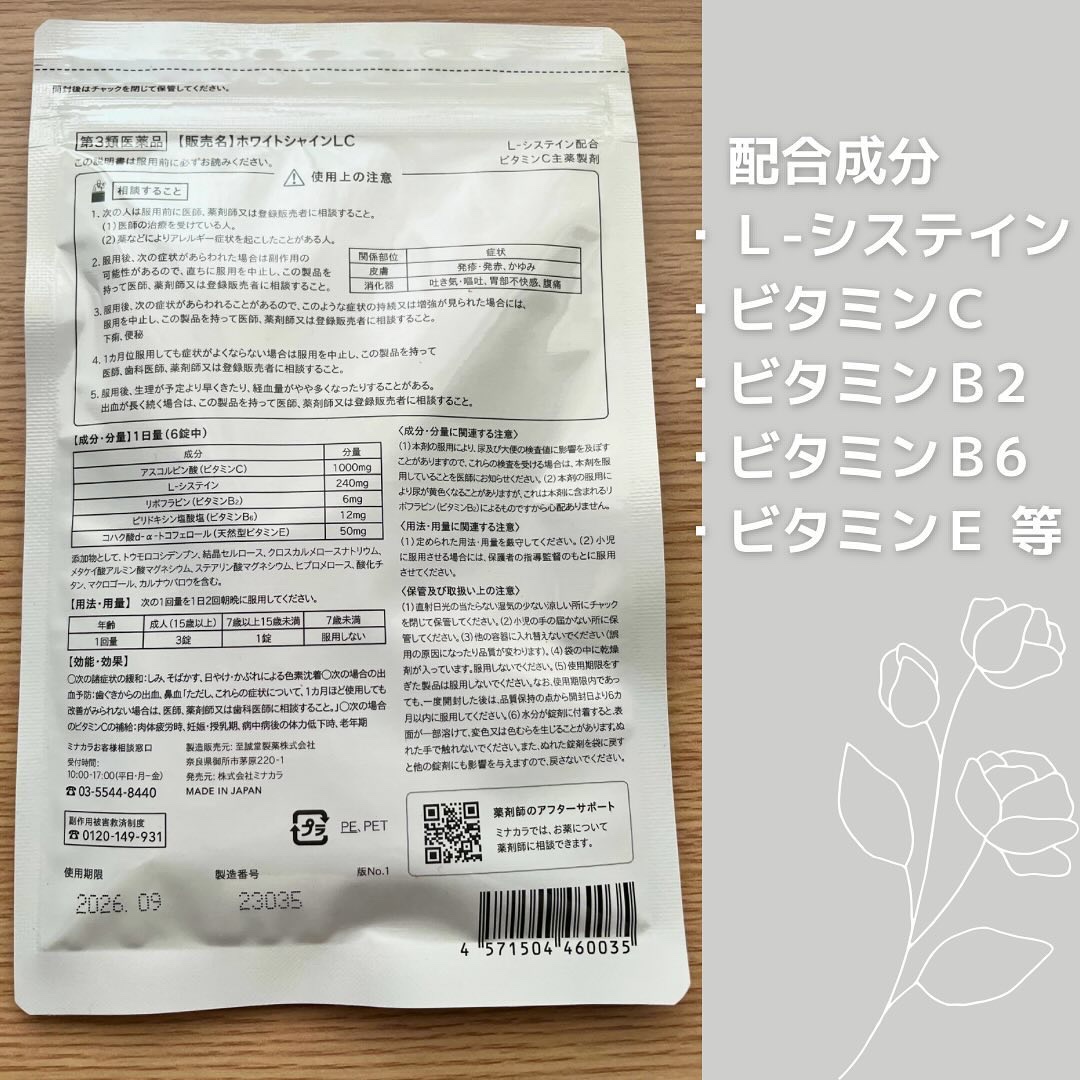 開封後はチャックを閉じて保管してください。
第3類医薬品 【販売名】ホワイトシャインLC
この説明書は服用前に必ずお読みください。
L-システイン配合
ビタミンC主薬製剤
使用上の注意
相談すること
1. 次の人は服用前に医師、薬剤師又は登録販売者に相談すること。
(1)医師の治療を受けている人。
(2)薬などによりアレルギー症状を起こしたことがある人。
2. 服用後、次の症状があらわれた場合は副作用の
可能性があるので、直ちに服用を中止し、この製品を
持って医師、薬剤師又は登録販売者に相談すること。
関係部位 症状
皮膚 発疹・発赤、かゆみ
消化器 吐き気・嘔吐、胃部不快感、腹痛
3. 服用後、次の症状があらわれることがあるので、このような症状の持続又は増強が見られた場合には、
服用を中止し、この製品を持って医師、薬剤師又は登録販売者に相談すること。
下痢、便秘
4. 1カ月位服用しても症状がよくならない場合は服用を中止し、この製品を持って
医師、歯科医師、薬剤師又は登録販売者に相談すること。
5. 服用後、生理が予定より早くきたり、経血量がやや多くなったりすることがある。
出血が長く続く場合は、この製品を持って医師、薬剤師又は登録販売者に相談すること。
【成分・分量】1日量(6錠中)
成分 分量
アスコルビン酸(ビタミンC) 1000mg
L-システイン 240mg
リボフラビン(ビタミンB₂) 6mg
ピリドキシン塩酸塩(ビタミンB₆) 12mg
コハク酸d-α-トコフェロール(天然型ビタミンE) 50mg
添加物として、トウモロコシデンプン、結晶セルロース、クロスカルメロースナトリウム、
メタケイ酸アルミン酸マグネシウム、ステアリン酸マグネシウム、ヒプロメロース、酸化チ
タン、マクロゴール、カルナウバロウを含む。
【用法・用量】 次の1回量を1日2回朝晩に服用してください。
年齢 成人(15歳以上) 7歳以上15歳未満 7歳未満
1回量 3錠 1錠 服用しない
【効能・効果】
○次の諸症状の緩和:しみ、そばかす、日やけ・かぶれによる色素沈着○次の場合の出
血予防:歯ぐきからの出血、鼻血「ただし、これらの症状について、1カ月ほど使用しても
改善がみられない場合は、医師、薬剤師又は歯科医師に相談すること。」○次の場合
のビタミンCの補給:肉体疲労時、妊娠・授乳期、病中病後の体力低下時、老年期
ミナカラお客様相談窓口
受付時間:
10:00-17:00(平日・月-金)
☎03-5544-8440
製造販売元: 至誠堂製薬株式会社
奈良県御所市茅原220-1
発売元: 株式会社ミナカラ
MADE IN JAPAN
副作用被害救済制度
☎0120-149-931
プラ PE、PET
使用期限
2026. 09
製造番号
23035
版No.1
〈成分・分量に関連する注意〉
(1)本剤の服用により、尿及び大便の検査値に影響を及ぼす
ことがありますので、これらの検査を受ける場合は、本剤を服
用していることを医師にお知らせください。(2)本剤の服用に
より尿が黄色くなることがありますが、これは本剤に含まれるリ
ボフラビン(ビタミンB₂)によるものですから心配ありません。
〈用法・用量に関連する注意〉
(1)定められた用法・用量を厳守してください。(2)小児
に服用させる場合には、保護者の指導監督のもとに服用
させてください。
〈保管及び取扱い上の注意〉
(1)直射日光の当たらない湿気の少ない涼しい所にチャック
を閉じて保管してください。(2)小児の手の届かない所に保
管してください。(3)他の容器に入れ替えないでください(誤
用の原因になったり品質が変わります)。(4)袋の中に乾燥
剤が入っています。服用しないでください。(5)使用期限をす
ぎた製品は服用しないでください。なお、使用期限内であっ
ても、一度開封した後は、品質保持の点から開封日より6カ
月以内に服用してください。(6)水分が錠剤に付着すると、表
面が一部溶けて、変色又は色むらを生じることがあります。ぬ
れた手で触れないでください。また、ぬれた錠剤を袋に戻す
と他の錠剤にも影響を与えますので、戻さないでください。
薬剤師のアフターサポート
ミナカラでは、お薬について
薬剤師に相談できます。
4 571504 460035
配合成分
・L-システイン
・ビタミンC
・ビタミンB2
・ビタミンB6
・ビタミンE 等